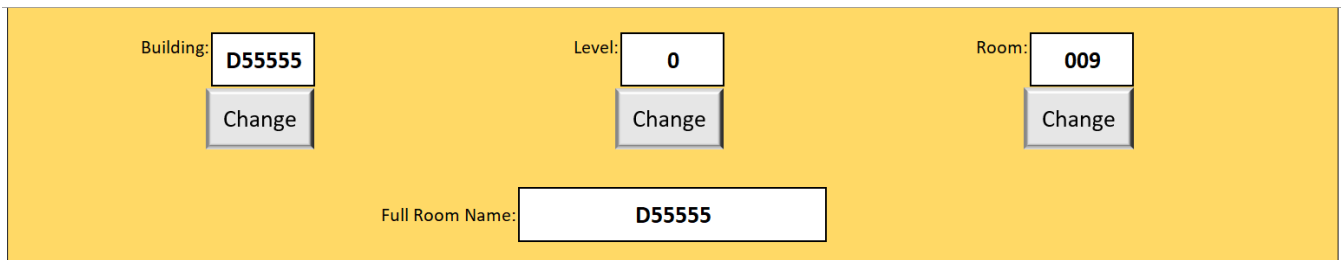 Building: D55555 Level: 0 Room: 009
Change Change Change
Full Room Name: D55555